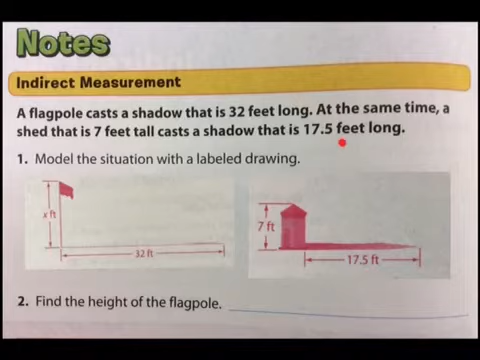 Notes
Indirect Measurement
A flagpole casts a shadow that is 32 feet long. At the same time, a
shed that is 7 feet tall casts a shadow that is 17.5 feet long.
1. Model the situation with a labeled drawing.
x ft
32 ft
7 ft
17.5 ft
2. Find the height of the flagpole.